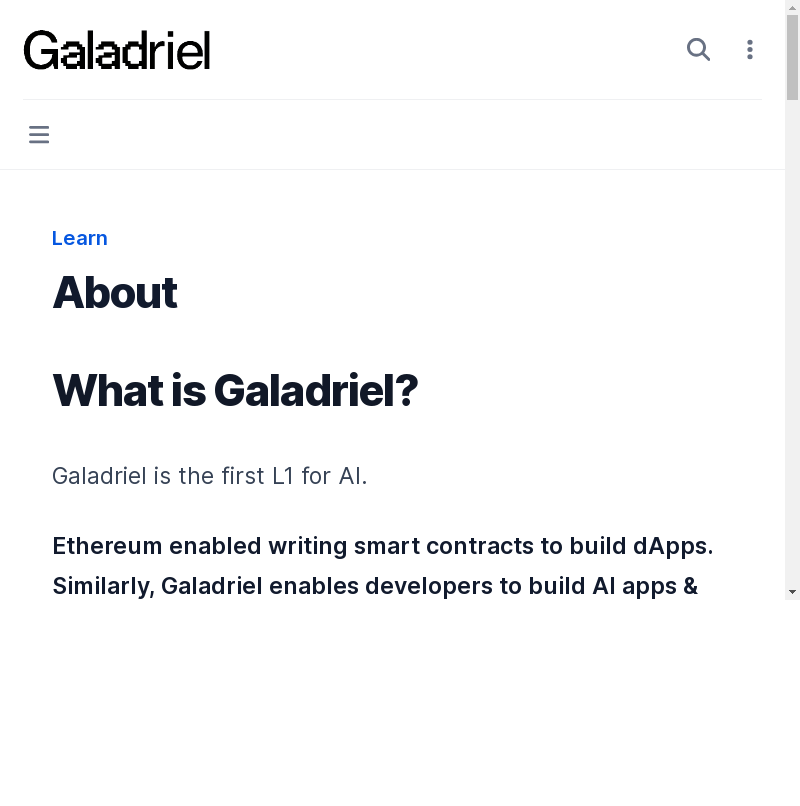 Galadriel
Learn
About
What is Galadriel?
Galadriel is the first L1 for AI.
Ethereum enabled writing smart contracts to build dApps.
Similarly, Galadriel enables developers to build AI apps &